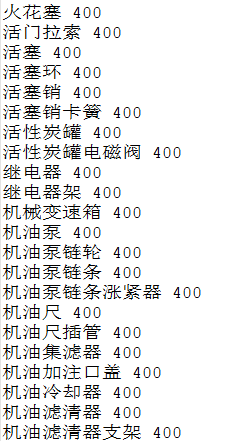 火花塞 400
活门拉索 400
活塞 400
活塞环 400
活塞销 400
活塞销卡簧 400
活性炭罐 400
活性炭罐电磁阀 400
继电器 400
继电器架 400
机械变速箱 400
机油泵 400
机油泵链轮 400
机油泵链条 400
机油泵链条涨紧器 400
机油尺 400
机油尺插管 400
机油集滤器 400
机油加注口盖 400
机油冷却器 400
机油滤清器 400
机油滤清器支架 400